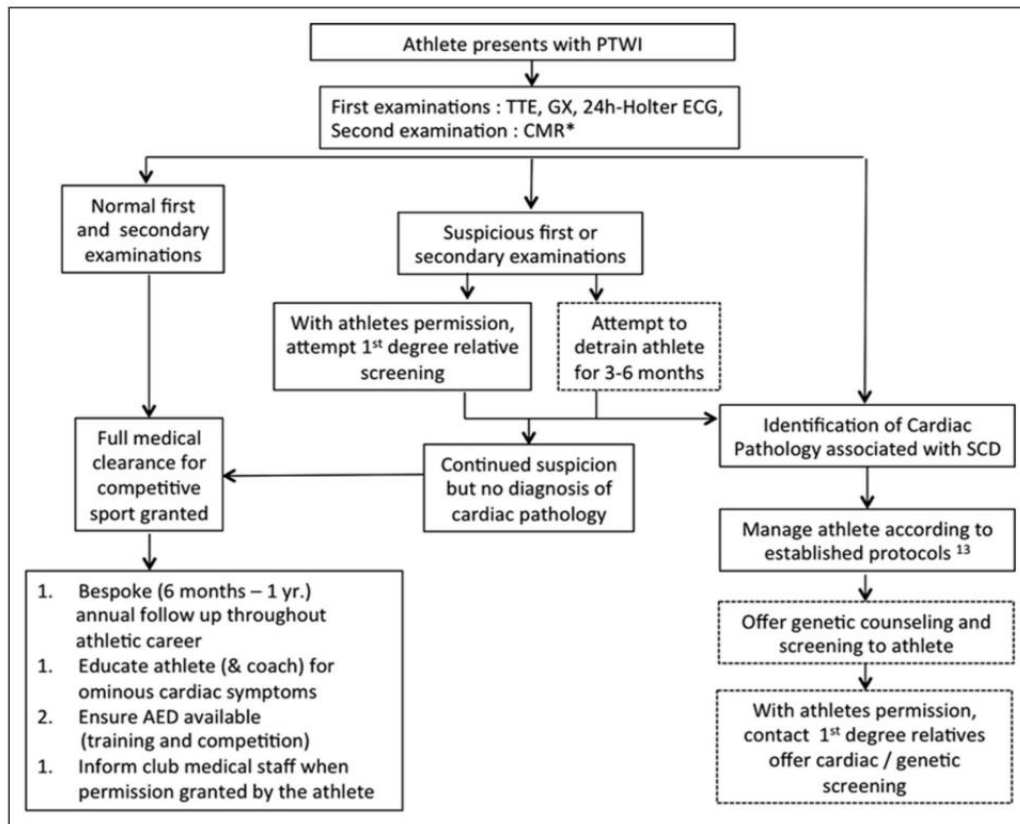 Athlete presents with PTWI
First examinations : TTE, GX, 24h-Holter ECG,
Second examination : CMR*
Normal first
and secondary
examinations
Suspicious first or
secondary examinations
With athletes permission,
attempt 1st degree relative
screening
Attempt to
detrain athlete
for 3-6 months
Full medical
clearance for
competitive
sport granted
Continued suspicion
but no diagnosis of
cardiac pathology
Identification of Cardiac
Pathology associated with SCD
Manage athlete according to
established protocols 13
1. Bespoke (6 months – 1 yr.)
annual follow up throughout
athletic career
1. Educate athlete (& coach) for
ominous cardiac symptoms
2. Ensure AED available
(training and competition)
1. Inform club medical staff when
permission granted by the athlete
Offer genetic counseling and
screening to athlete
With athletes permission,
contact 1st degree relatives
offer cardiac / genetic
screening